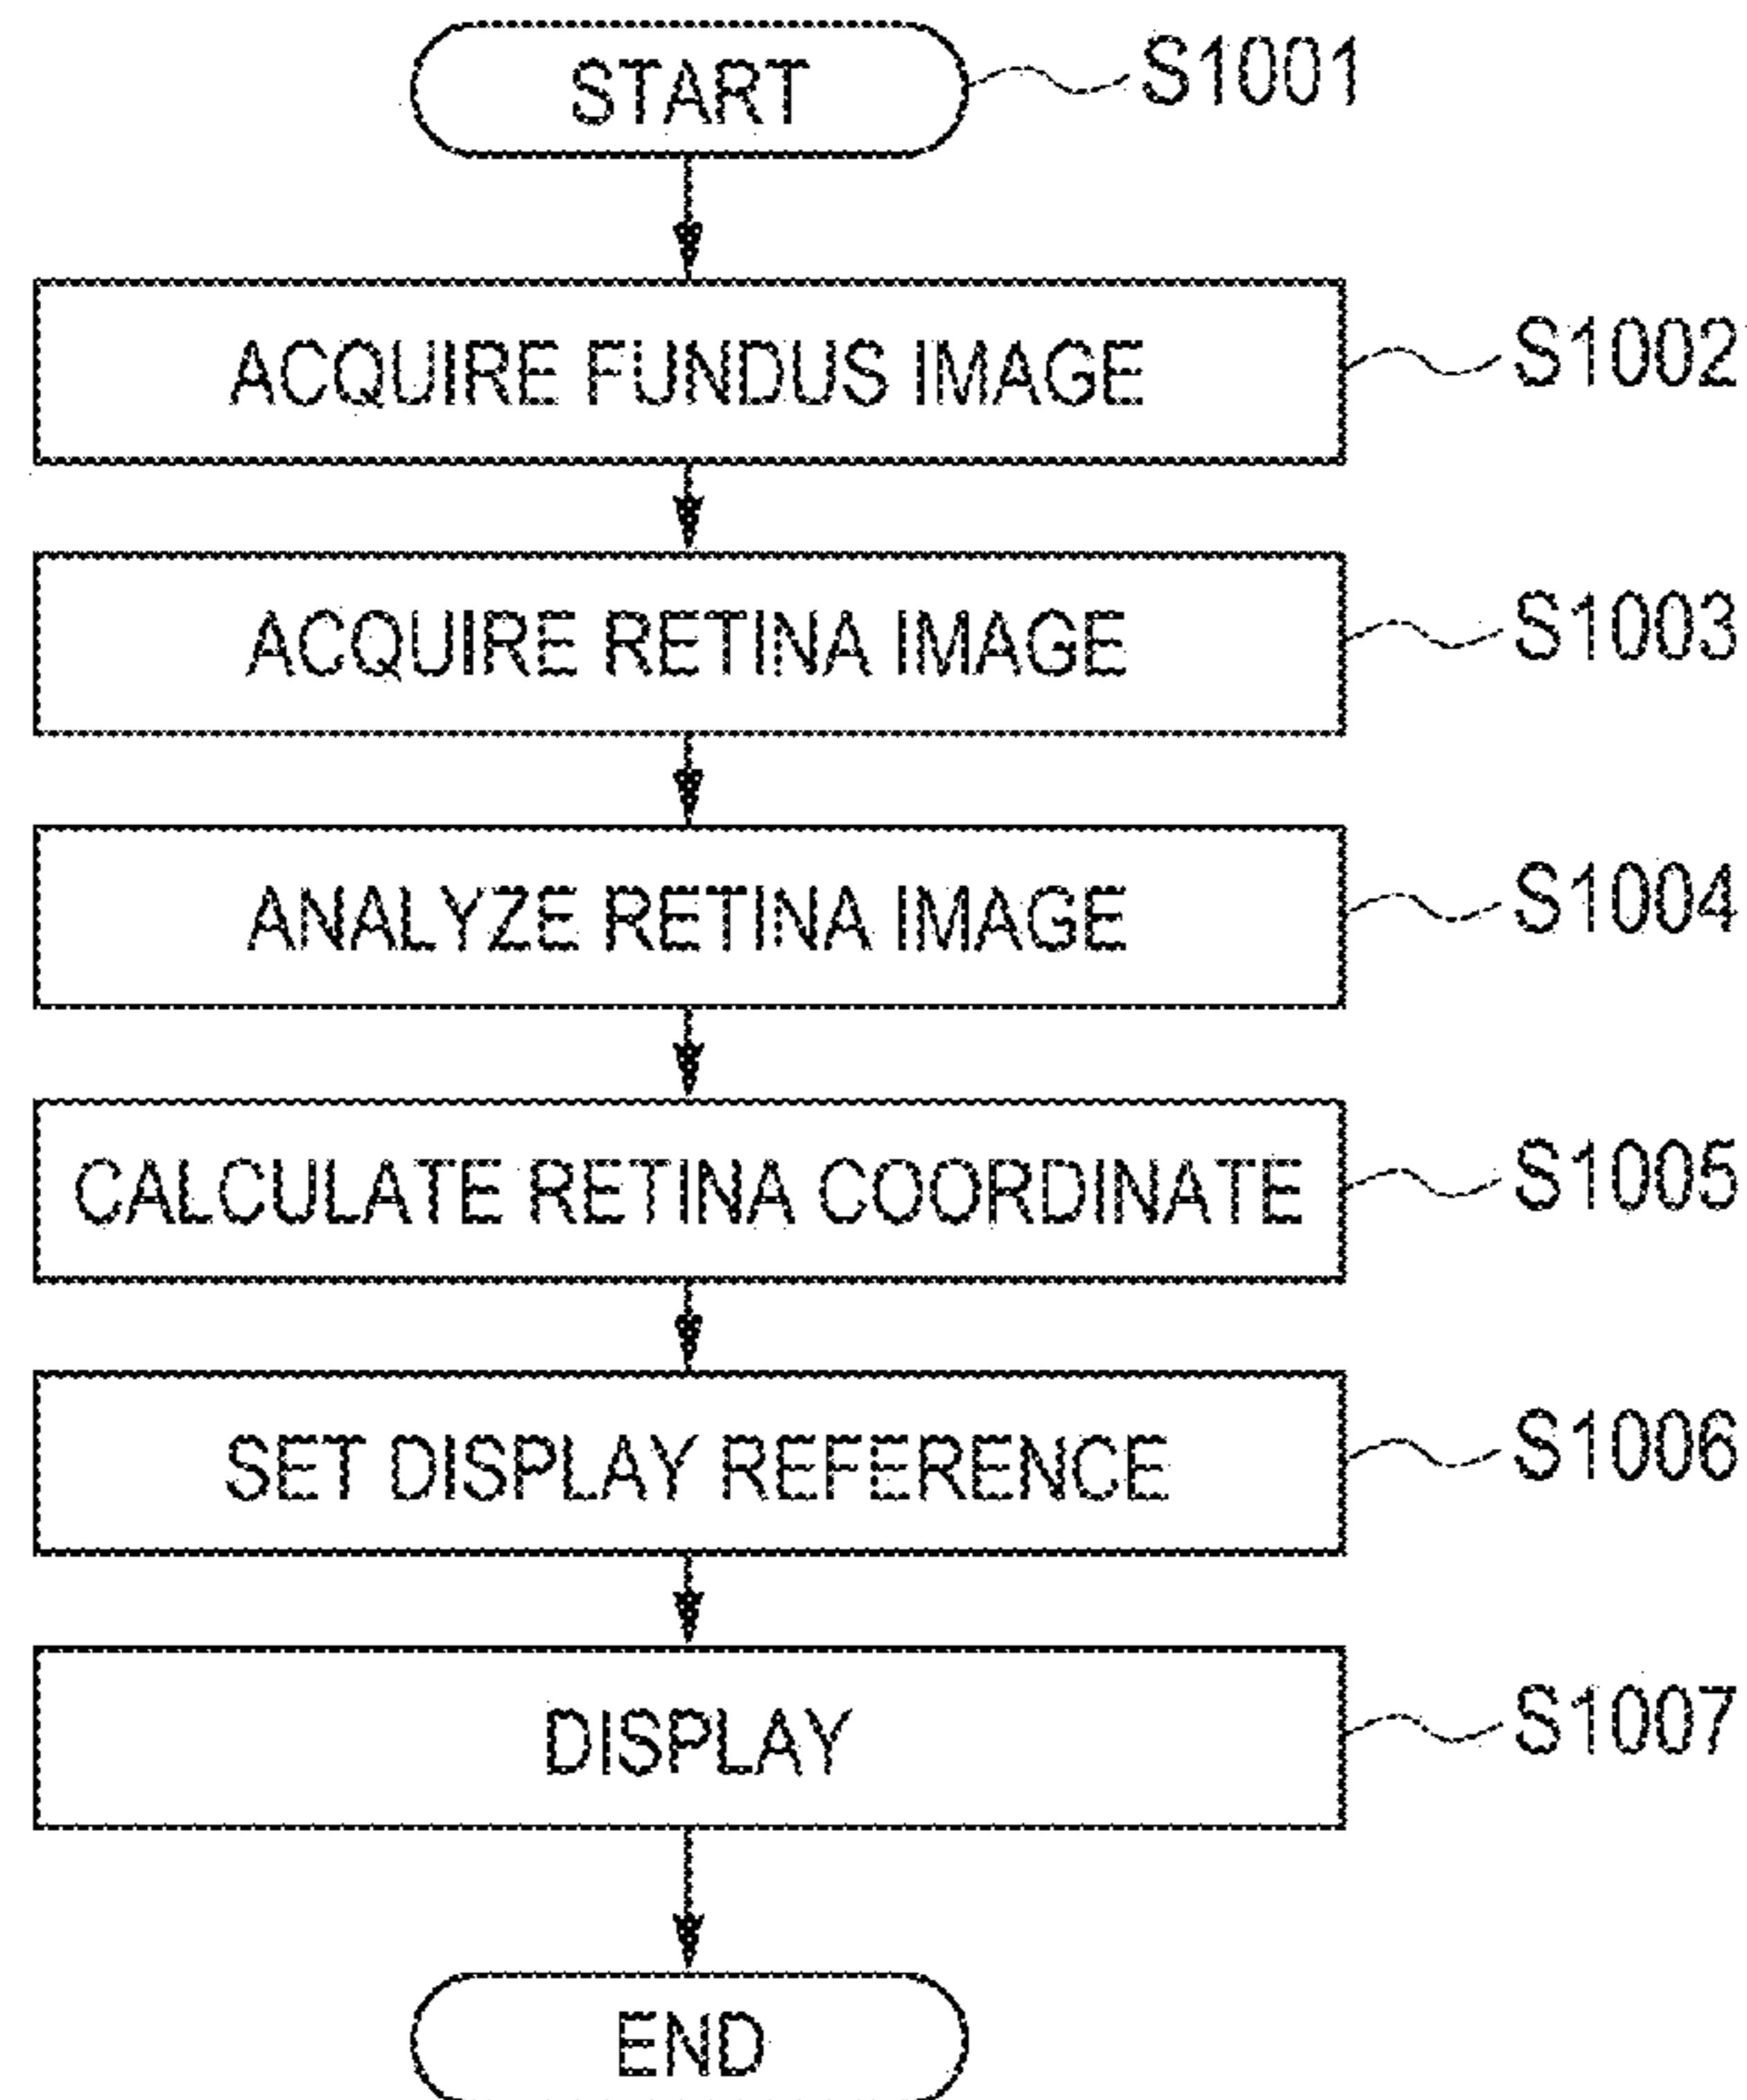 START S1001
ACQUIRE FUNDUS IMAGE S1002
ACQUIRE RETINA IMAGE S1003
ANALYZE RETINA IMAGE S1004
CALCULATE RETINA COORDINATE S1005
SET DISPLAY REFERENCE S1006
DISPLAY S1007
END